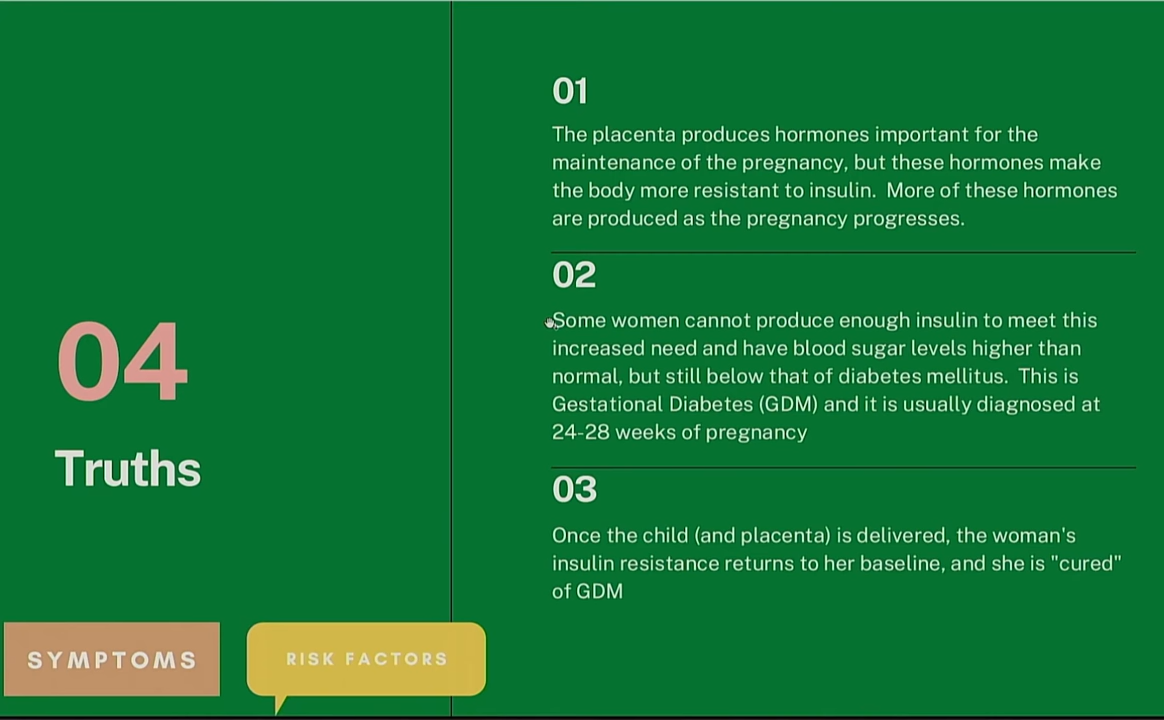 04
Truths
01
The placenta produces hormones important for the
maintenance of the pregnancy, but these hormones make
the body more resistant to insulin.  More of these hormones
are produced as the pregnancy progresses.
02
Some women cannot produce enough insulin to meet this
increased need and have blood sugar levels higher than
normal, but still below that of diabetes mellitus.  This is
Gestational Diabetes (GDM) and it is usually diagnosed at
24-28 weeks of pregnancy
03
Once the child (and placenta) is delivered, the woman's
insulin resistance returns to her baseline, and she is "cured"
of GDM
SYMPTOMS
RISK FACTORS